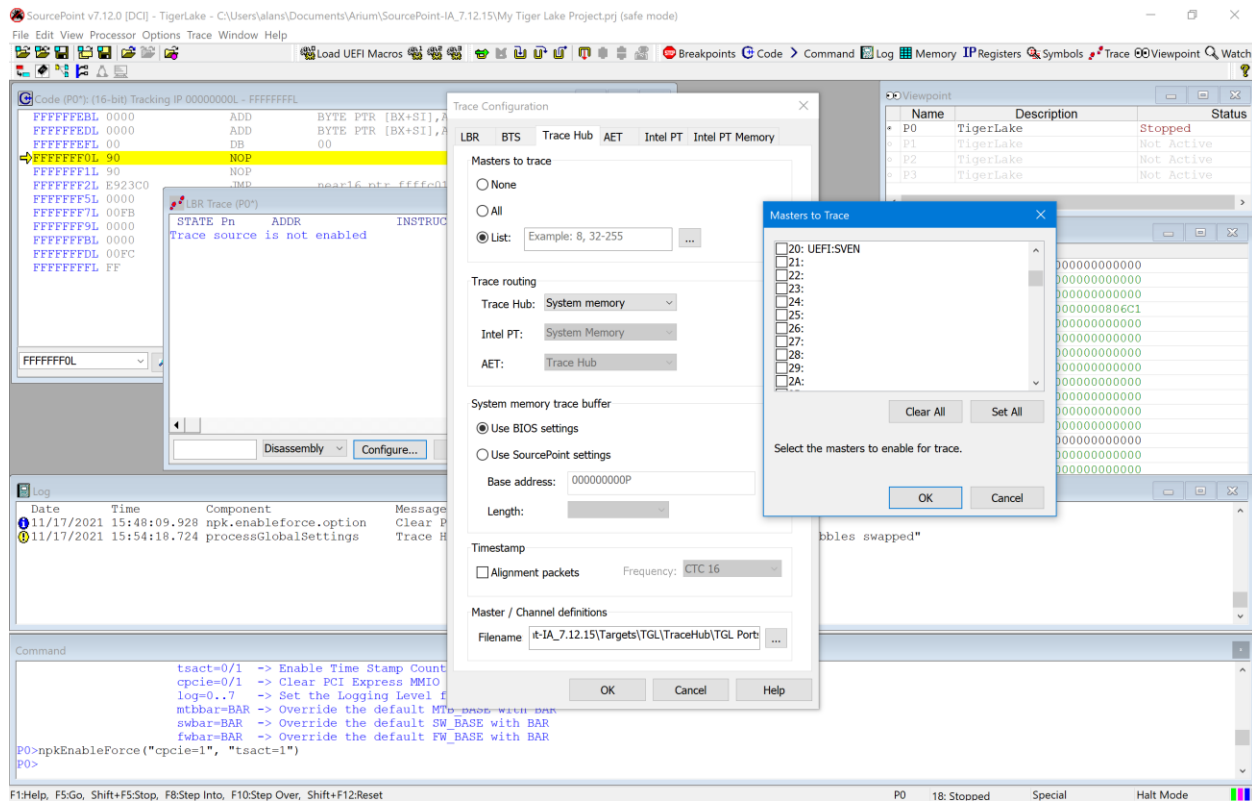 SourcePoint v7.12.0 [DCI] - TigerLake - C:\Users\alans\Documents\Arium\SourcePoint-IA_7.12.15\My Tiger Lake Project.prj (safe mode)
File Edit View Processor Options Trace Window Help
Load UEFI Macros Breakpoints Code Command Log Memory IP Registers Symbols Trace Viewpoint Watch
Code (P0*): (16-bit) Tracking IP 00000000L - FFFFFFFFL
FFFFFFEBL 0000 ADD BYTE PTR [BX+SI],A
FFFFFFEDL 0000 ADD BYTE PTR [BX+SI],A
FFFFFFEFL 00 DB 00
FFFFFFF0L 90 NOP
FFFFFFF1L 90 NOP
FFFFFFF2L E923C0 JMP near16 ptr ffffc01
FFFFFFF5L 0000
FFFFFFF7L 00FB
FFFFFFF9L 0000
FFFFFFFBL 0000
FFFFFFFDL 00FC
FFFFFFFFL FF
FFFFFFF0L
LBR Trace (P0*)
STATE Pn ADDR INSTRUC
Trace source is not enabled
Disassembly Configure...
Trace Configuration
LBR BTS Trace Hub AET Intel PT Intel PT Memory
Masters to trace
None
All
List: Example: 8, 32-255 ...
Trace routing
Trace Hub: System memory
Intel PT: System Memory
AET: Trace Hub
System memory trace buffer
Use BIOS settings
Use SourcePoint settings
Base address: 000000000P
Length:
Timestamp
Alignment packets Frequency: CTC 16
Master / Channel definitions
Filename it-IA_7.12.15\Targets\TGL\TraceHub\TGL Ports ...
OK Cancel Help
Viewpoint
Name Description Status
P0 TigerLake Stopped
P1 TigerLake Not Active
P2 TigerLake Not Active
P3 TigerLake Not Active
Masters to Trace
20: UEFI:SVEN
21:
22:
23:
24:
25:
26:
27:
28:
29:
2A:
Clear All Set All
Select the masters to enable for trace.
OK Cancel
Log
Date Time Component Message
11/17/2021 15:48:09.928 npk.enableforce.option Clear P
11/17/2021 15:54:18.724 processGlobalSettings Trace H bbles swapped"
Command
tsact=0/1 -> Enable Time Stamp Count
cpcie=0/1 -> Clear PCI Express MMIO
log=0..7 -> Set the Logging Level f
mtbbar=BAR -> Override the default MTB_BASE with BAR
swbar=BAR -> Override the default SW_BASE with BAR
fwbar=BAR -> Override the default FW_BASE with BAR
P0>npkEnableForce("cpcie=1", "tsact=1")
P0>
F1:Help, F5:Go, Shift+F5:Stop, F8:Step Into, F10:Step Over, Shift+F12:Reset P0 18: Stopped Special Halt Mode